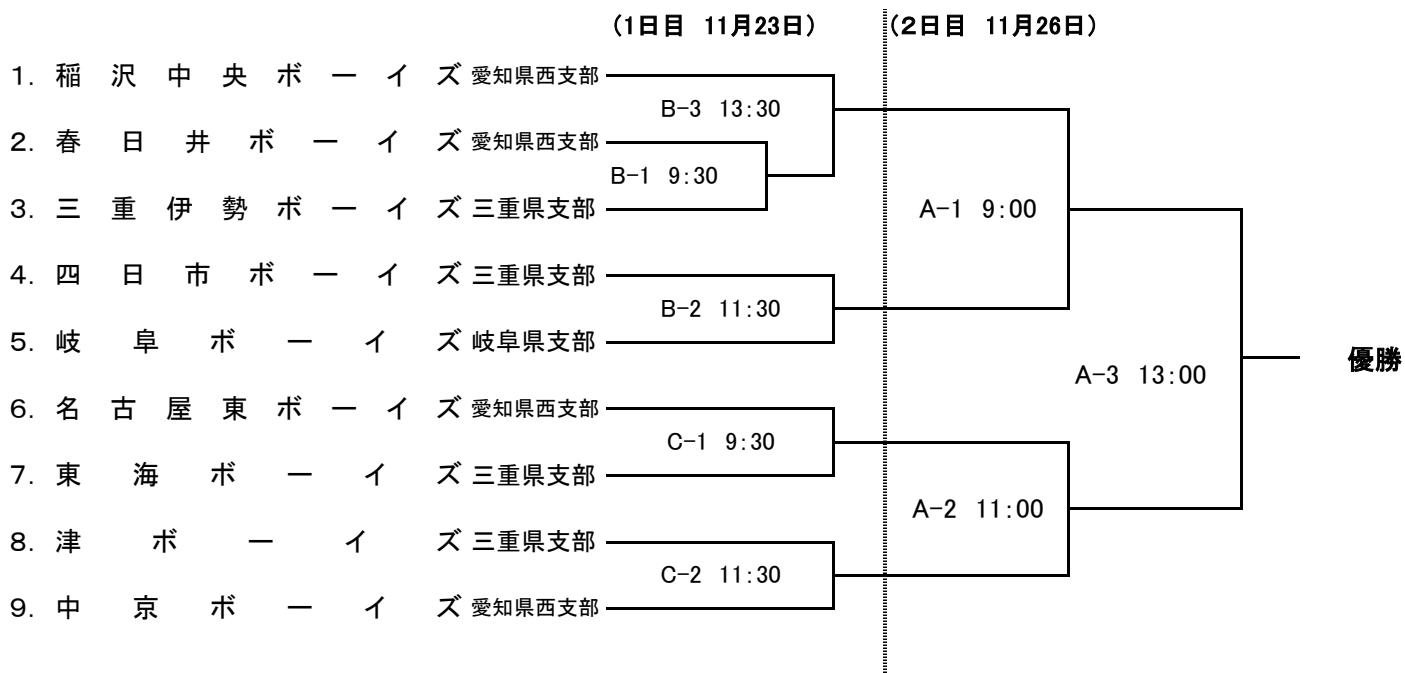 (1日目 11月23日) (2日目 11月26日)
1. 稲沢中央ボーイズ 愛知県西支部
B-3 13:30
2. 春日井ボーイズ 愛知県西支部
B-1 9:30
3. 三重伊勢ボーイズ 三重県支部
A-1 9:00
4. 四日市ボーイズ 三重県支部
B-2 11:30
5. 岐阜ボーイズ 岐阜県支部
優勝
A-3 13:00
6. 名古屋東ボーイズ 愛知県西支部
C-1 9:30
7. 東海ボーイズ 三重県支部
A-2 11:00
8. 津ボーイズ 三重県支部
C-2 11:30
9. 中京ボーイズ 愛知県西支部